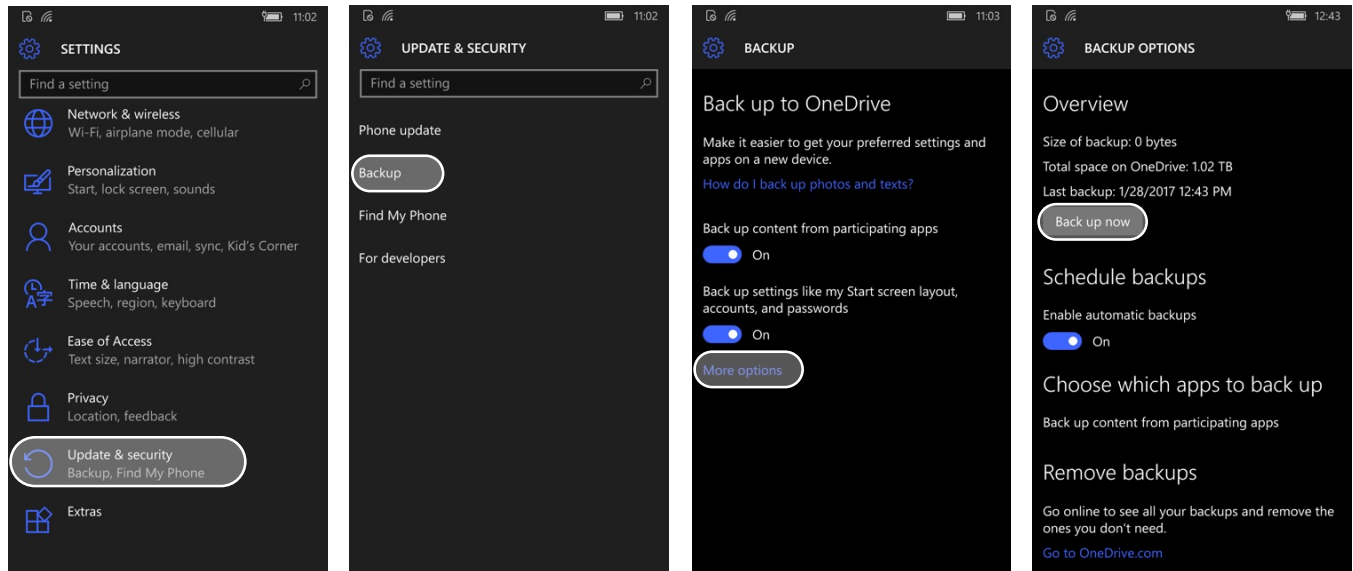 11:02
SETTINGS
Find a setting
Network & wireless
Wi-Fi, airplane mode, cellular
Personalization
Start, lock screen, sounds
Accounts
Your accounts, email, sync, Kid's Corner
Time & language
Speech, region, keyboard
Ease of Access
Text size, narrator, high contrast
Privacy
Location, feedback
Update & security
Backup, Find My Phone
Extras
11:02
UPDATE & SECURITY
Find a setting
Phone update
Backup
Find My Phone
For developers
11:03
BACKUP
Back up to OneDrive
Make it easier to get your preferred settings and
apps on a new device.
How do I back up photos and texts?
Back up content from participating apps
On
Back up settings like my Start screen layout,
accounts, and passwords
On
More options
12:43
BACKUP OPTIONS
Overview
Size of backup: 0 bytes
Total space on OneDrive: 1.02 TB
Last backup: 1/28/2017 12:43 PM
Back up now
Schedule backups
Enable automatic backups
On
Choose which apps to back up
Back up content from participating apps
Remove backups
Go online to see all your backups and remove the
ones you don't need.
Go to OneDrive.com